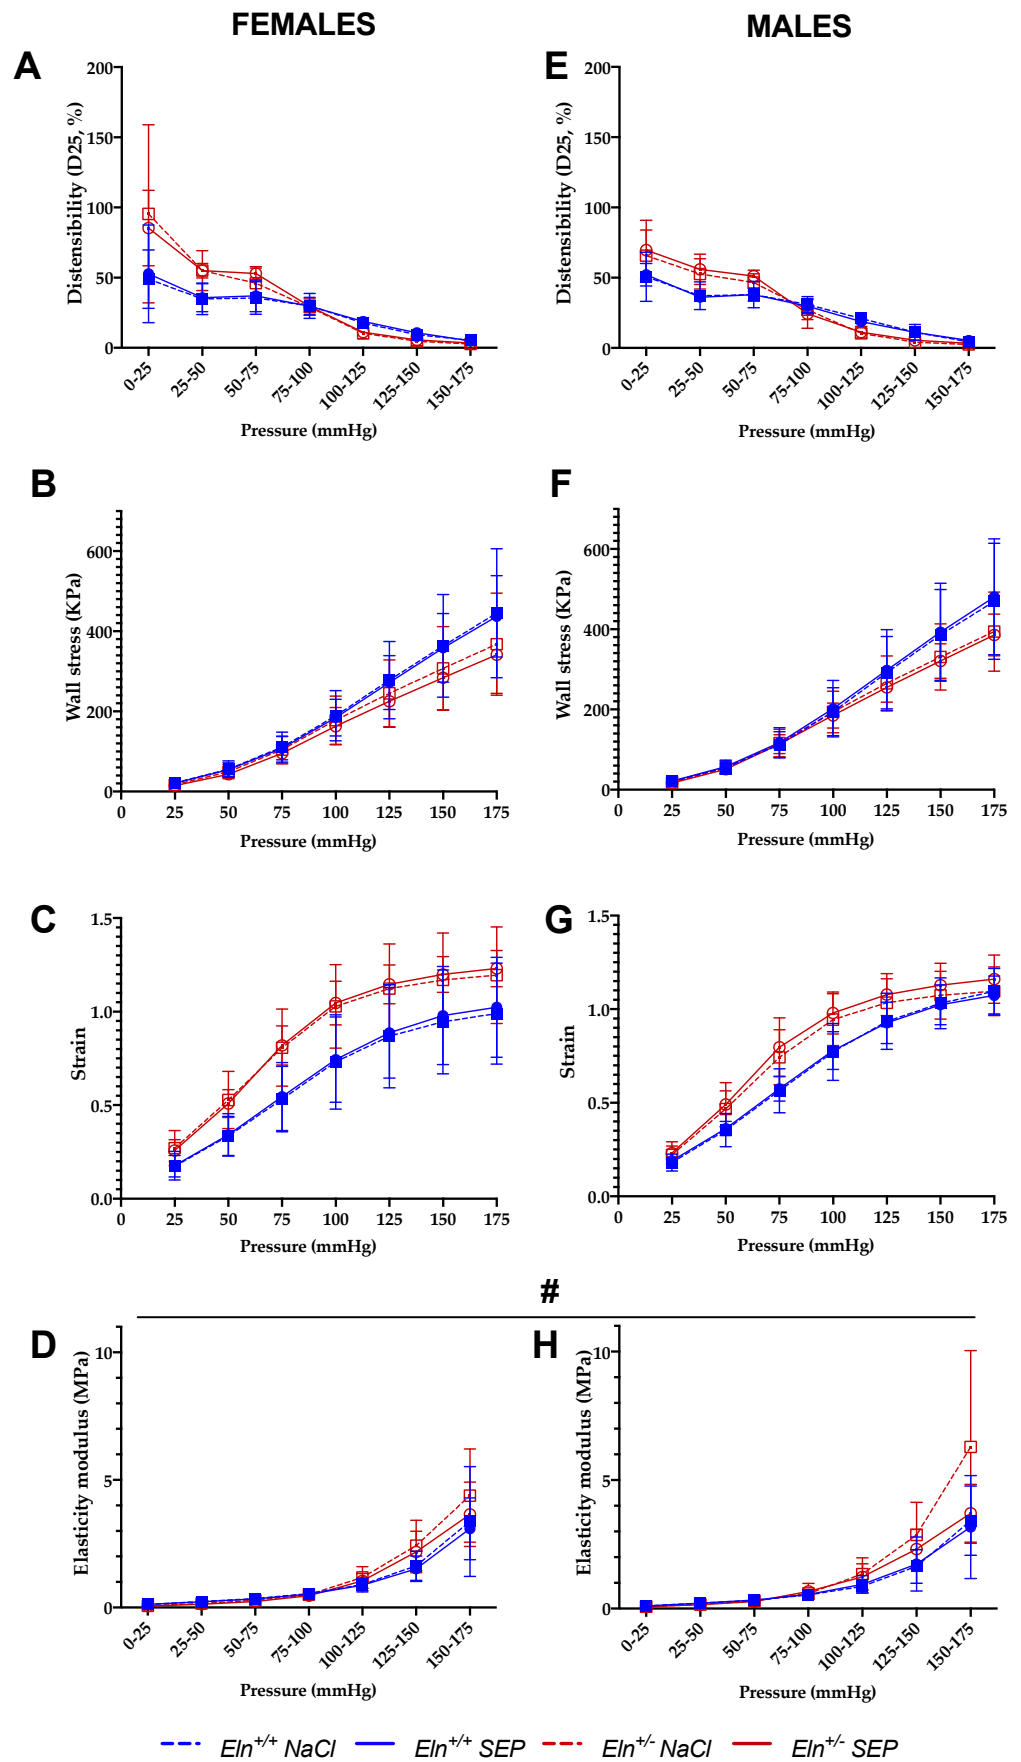 FEMALES
MALES
A
Distensibility (D25, %)
200
150
100
50
0
0-25
25-50
50-75
75-100
100-125
125-150
150-175
Pressure (mmHg)
E
Distensibility (D25, %)
200
150
100
50
0
0-25
25-50
50-75
75-100
100-125
125-150
150-175
Pressure (mmHg)
B
Wall stress (KPa)
600
400
200
0
0 25 50 75 100 125 150 175
Pressure (mmHg)
F
Wall stress (KPa)
600
400
200
0
0 25 50 75 100 125 150 175
Pressure (mmHg)
C
Strain
1.5
1.0
0.5
0.0
0 25 50 75 100 125 150 175
Pressure (mmHg)
G
Strain
1.5
1.0
0.5
0.0
0 25 50 75 100 125 150 175
Pressure (mmHg)
#
D
Elasticity modulus (MPa)
10
5
0
0-25
25-50
50-75
75-100
100-125
125-150
150-175
Pressure (mmHg)
H
Elasticity modulus (MPa)
10
5
0
0-25
25-50
50-75
75-100
100-125
125-150
150-175
Pressure (mmHg)
Eln+/+ NaCl Eln+/+ SEP Eln+/- NaCl Eln+/- SEP